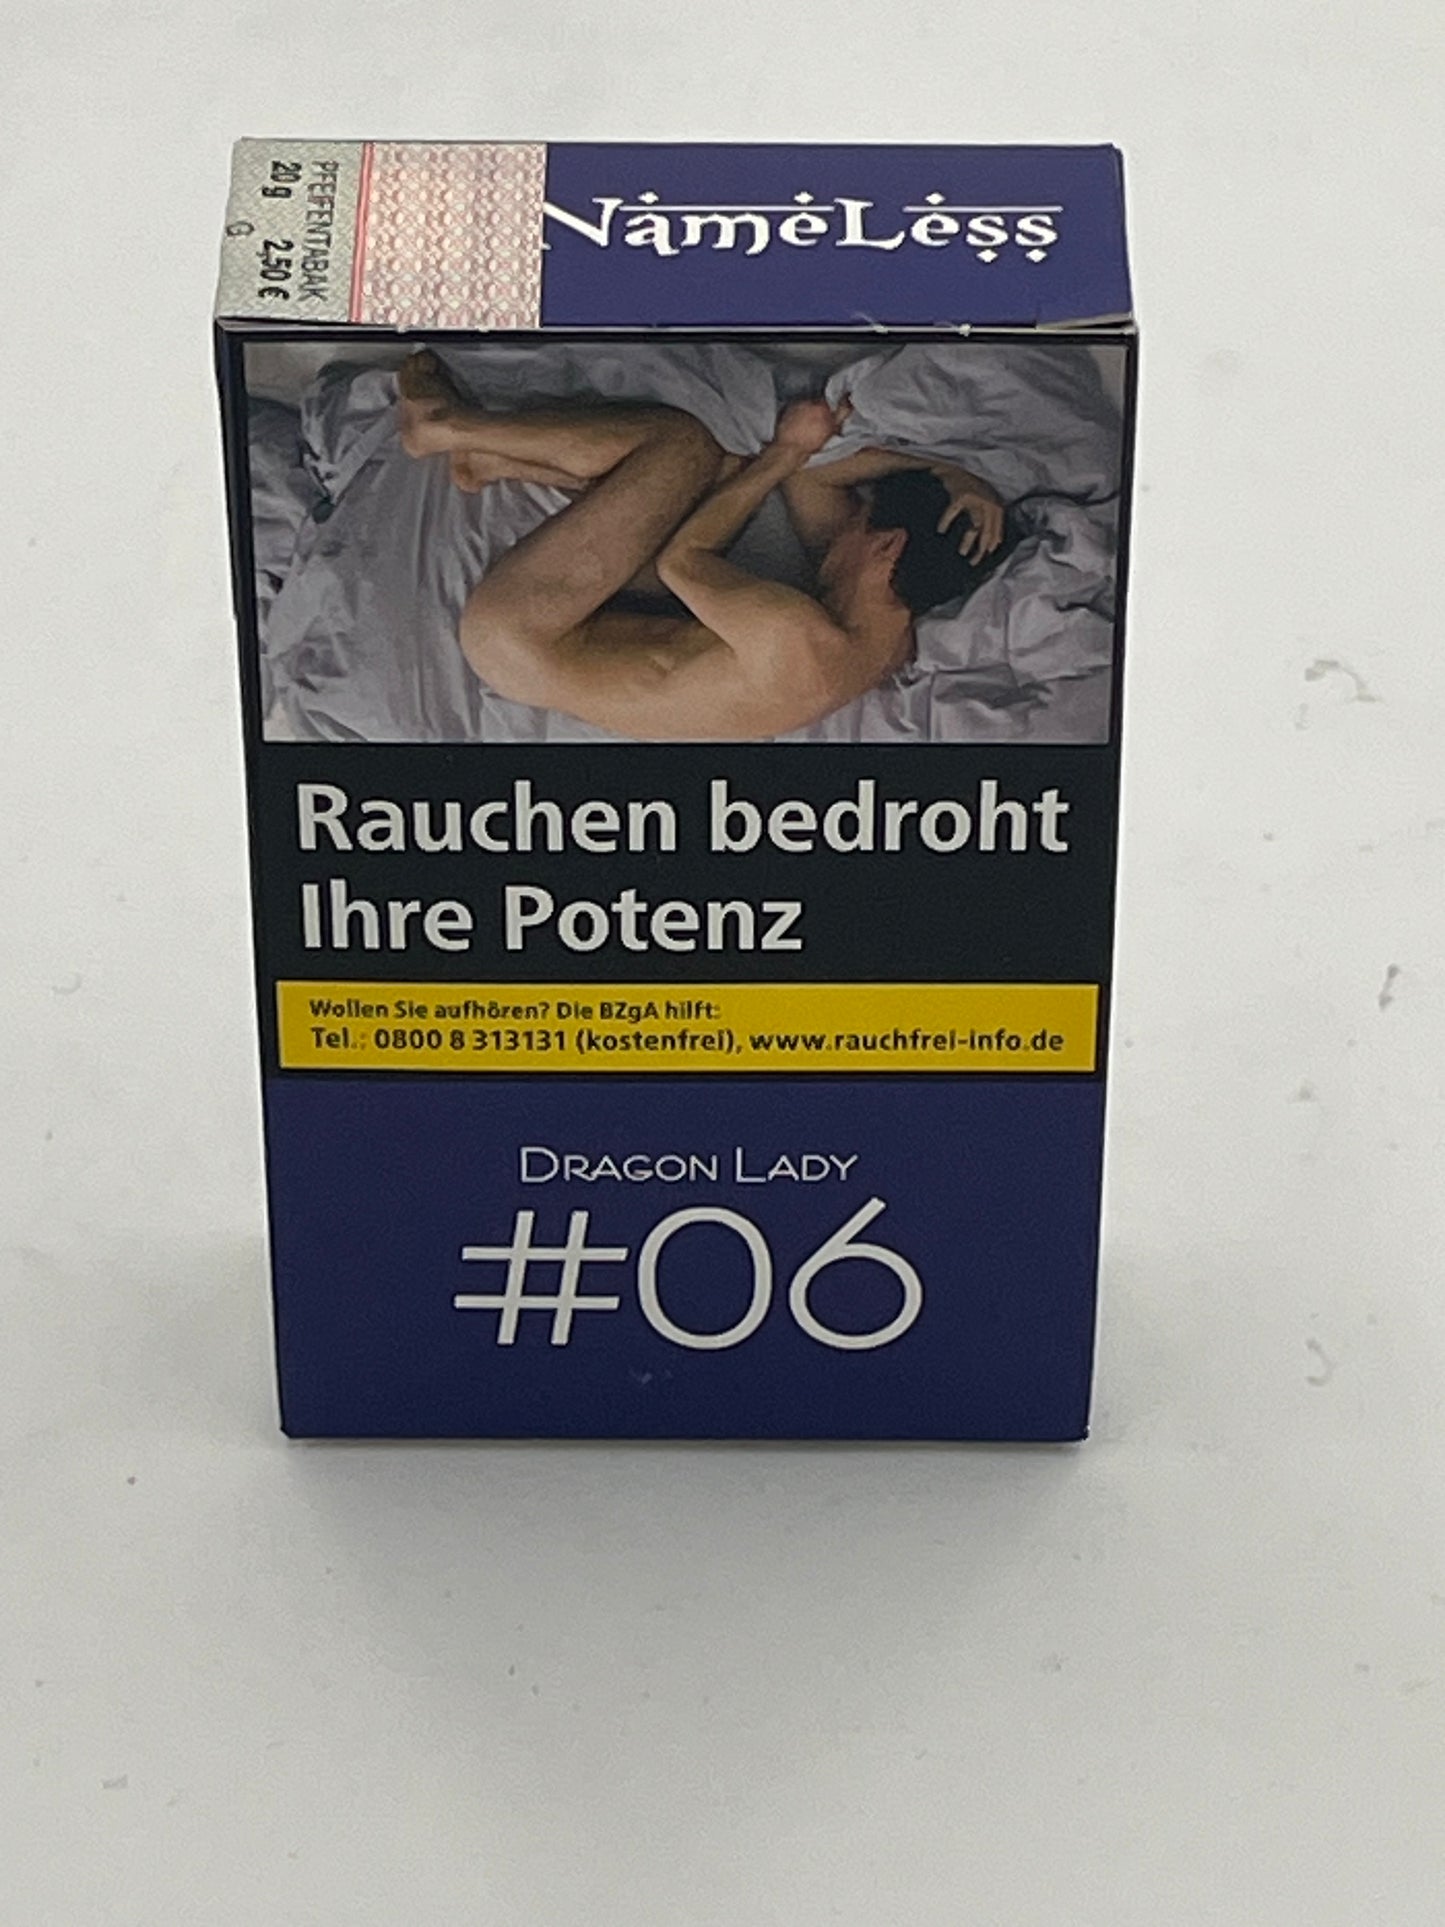 PFEIFENTABAK
20 g 2,50 €
G
NameLess
Rauchen bedroht
Ihre Potenz
Wollen Sie aufhören? Die BZgA hilft:
Tel.: 0800 8 313131 (kostenfrei), www.rauchfrei-info.de
DRAGON LADY
#06